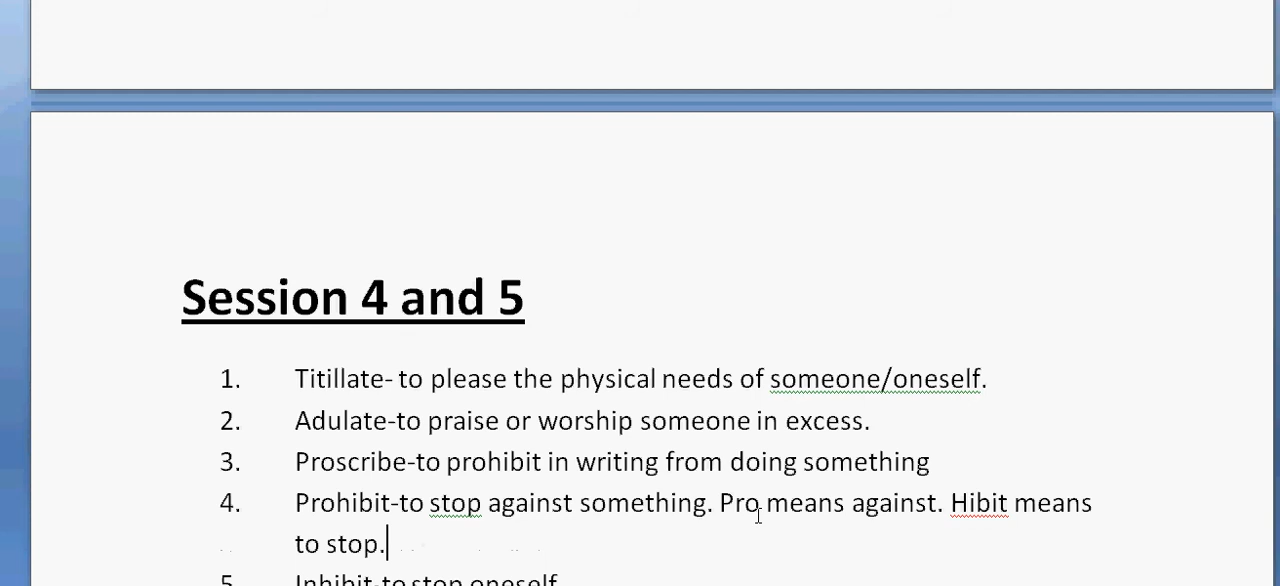 Session 4 and 5
1. Titillate- to please the physical needs of someone/oneself.
2. Adulate-to praise or worship someone in excess.
3. Proscribe-to prohibit in writing from doing something
4. Prohibit-to stop against something. Pro means against. Hibit means
to stop.
5. Inhibit-to stop oneself